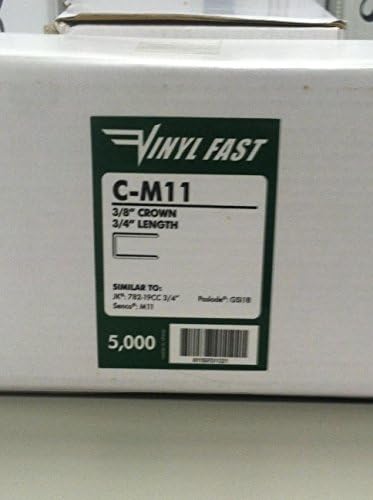 VINYL FAST
C-M11
3/8" CROWN
3/4" LENGTH
SIMILAR TO:
JK®: 782-19CC 3/4" Paslode®: GSI18
Senco®: M11
5,000